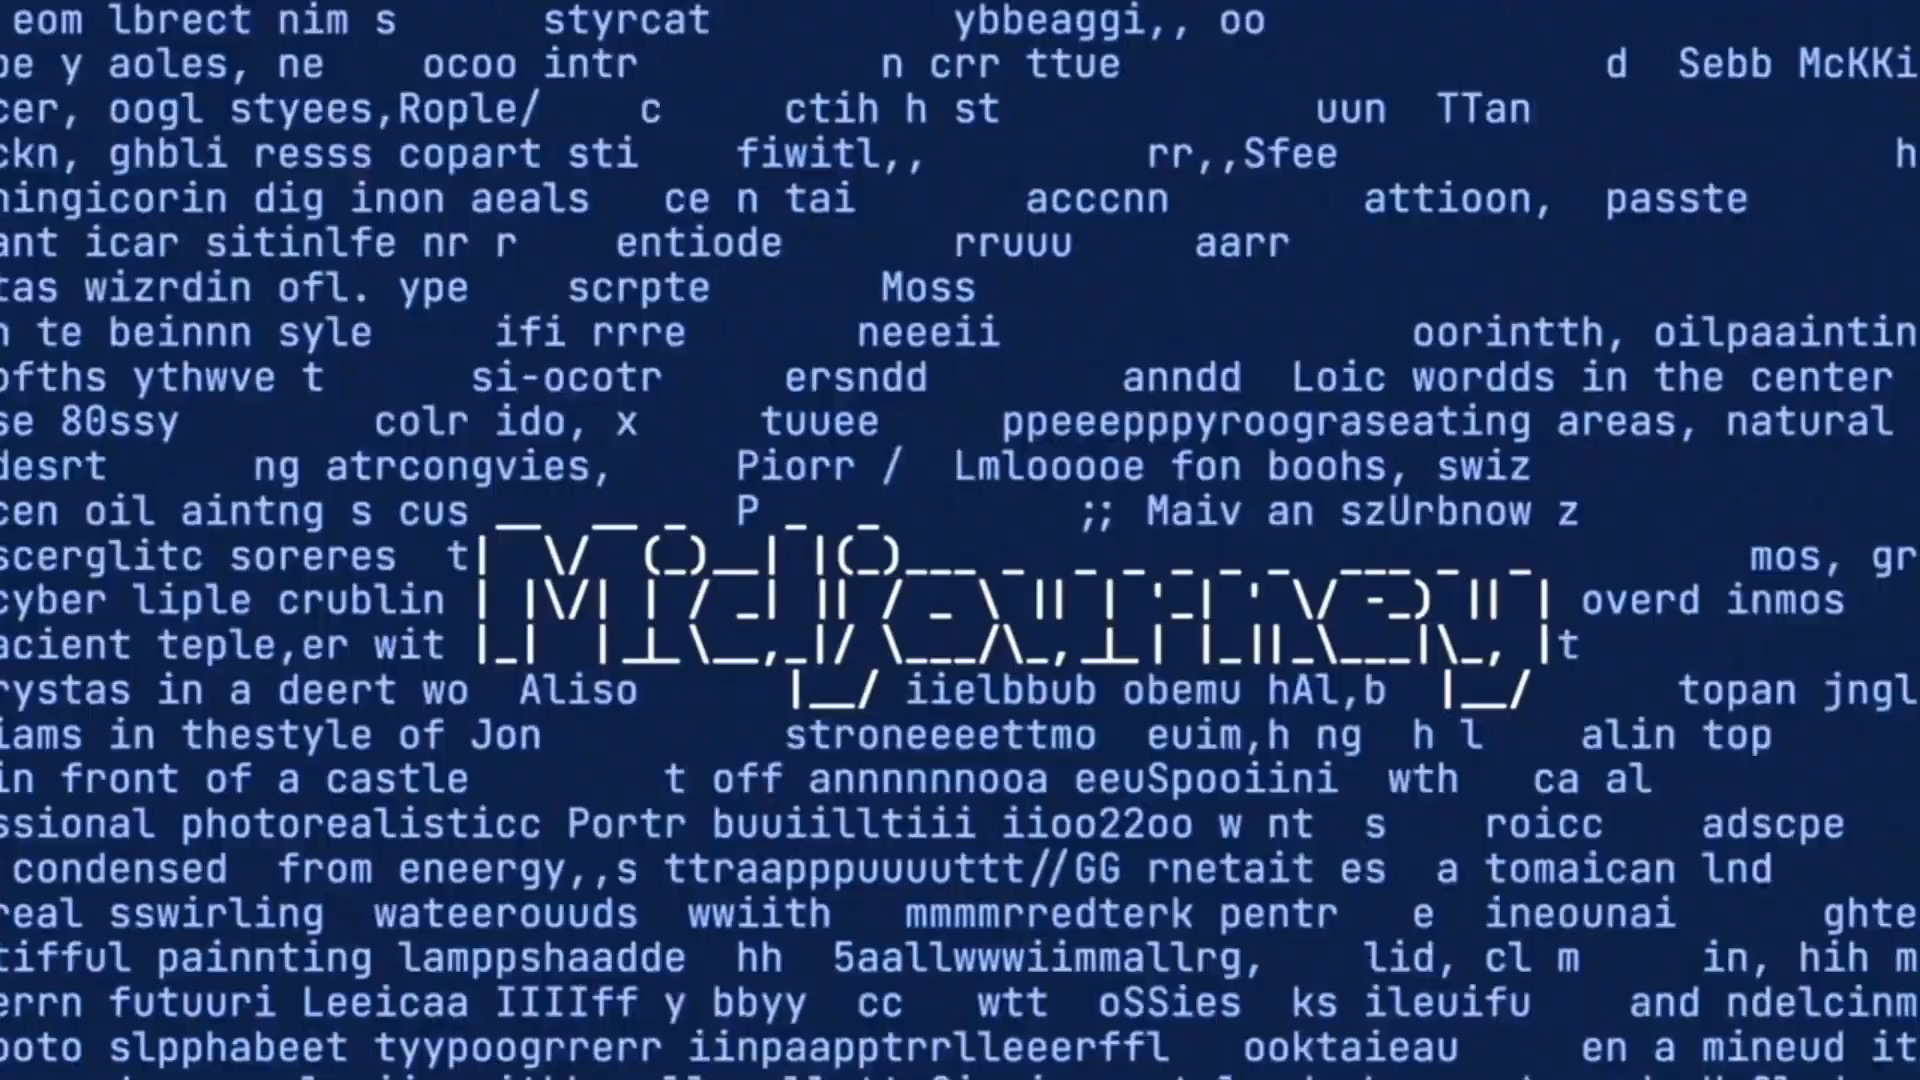 eom lbrect nim s styrcat ybbeaggi,, oo
y aoles, ne ocoo intr n crr ttue d Sebb McKKi
cer, oogl styees,Rople/ c ctih h st uun TTan
ckn, ghbli resss copart sti fiwitl,, rr,,Sfee h
ningicorin dig inon aeals ce n tai acccnn attioon, passte
ant icar sitinlfe nr r entiode rruuu aarr
tas wizrdin ofl. ype scrpte Moss
te beinnn syle ifi rrre neeeii oorintth, oilpaaintin
ofths ythwve t si-ocotr ersndd anndd Loic wordds in the center
se 80ssy colr ido, x tuuee ppeeepppyroograseating areas, natural
desrt ng atrcongvies, Piorr / Lmlooooe fon boohs, swiz
cen oil aintng s cus P ;; Maiv an szUrbnow z
Midjourney
scerglitc soreres t mos, gr
cyber liple crublin overd inmos
acient teple,er wit t
rystas in a deert wo Aliso iielbbub obemu hAl,b topan jngl
iams in thestyle of Jon stroneeeettmo euim,h ng h l alin top
in front of a castle t off annnnnnooa eeuSpooiini wth ca al
ssional photorealisticc Portr buuiilltiii iioo22oo w nt s roicc adscpe
condensed from eneergy,,s ttraapppuuuuttt//GG rnetait es a tomaican lnd
real sswirling wateerouuds wwiith mmmmrredterk pentr e ineounai ghte
tifful painnting lamppshaadde hh 5aallwwwiimmallrg, lid, cl m in, hih m
errn futuuri Leeicaa IIIIff y bbyy cc wtt oSSies ks ileuifu and ndelcinm
ooto slpphabeet tyypoogrrerr iinpaapptrrlleeerffl ooktaieau en a mineud it